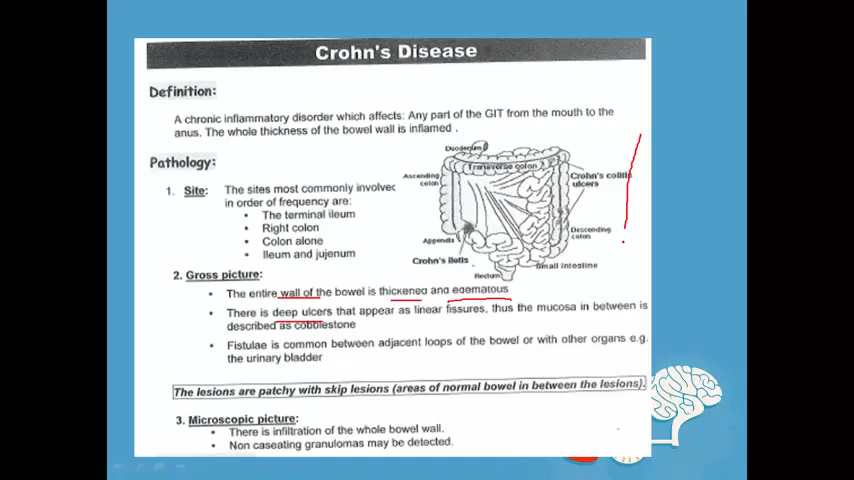 Crohn's Disease
Definition:
A chronic inflammatory disorder which affects: Any part of the GIT from the mouth to the
anus. The whole thickness of the bowel wall is inflamed .
Pathology:
1. Site: The sites most commonly involved
in order of frequency are:
• The terminal ileum
• Right colon
• Colon alone
• Ileum and jujenum
Duodenum
Transverse colon
Ascending
colon
Crohn's colitis
ulcers
Appendix
Descending
colon
Crohn's ileitis
Rectum
Small intestine
2. Gross picture:
• The entire wall of the bowel is thickened and edematous
• There is deep ulcers that appear as linear fissures, thus the mucosa in between is
described as cobblestone
• Fistulae is common between adjacent loops of the bowel or with other organs e.g.
the urinary bladder
The lesions are patchy with skip lesions (areas of normal bowel in between the lesions).
3. Microscopic picture:
• There is infiltration of the whole bowel wall.
• Non caseating granulomas may be detected.